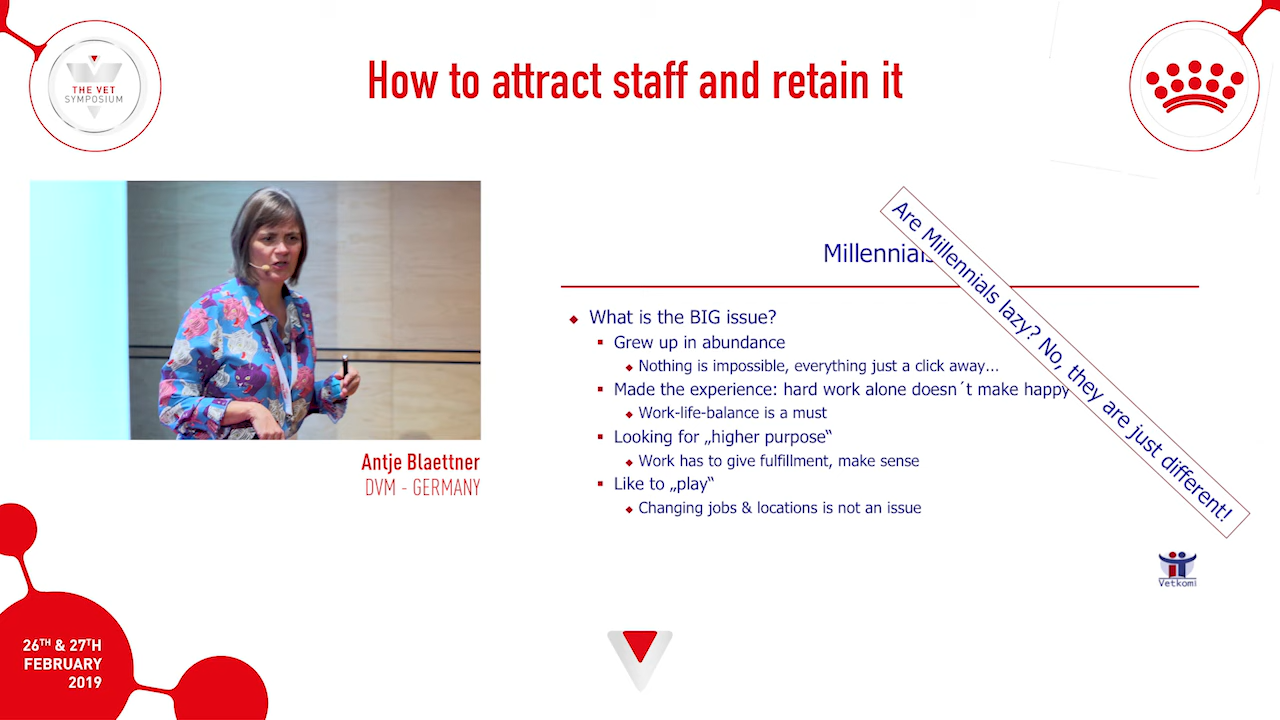 THE VET
SYMPOSIUM
How to attract staff and retain it
Antje Blaettner
DVM - GERMANY
Millennials
Are Millennials lazy? No, they are just different!
What is the BIG issue?
Grew up in abundance
Nothing is impossible, everything just a click away...
Made the experience: hard work alone doesn´t make happy
Work-life-balance is a must
Looking for „higher purpose“
Work has to give fulfillment, make sense
Like to „play“
Changing jobs & locations is not an issue
Vetkomi
26TH & 27TH
FEBRUARY
2019